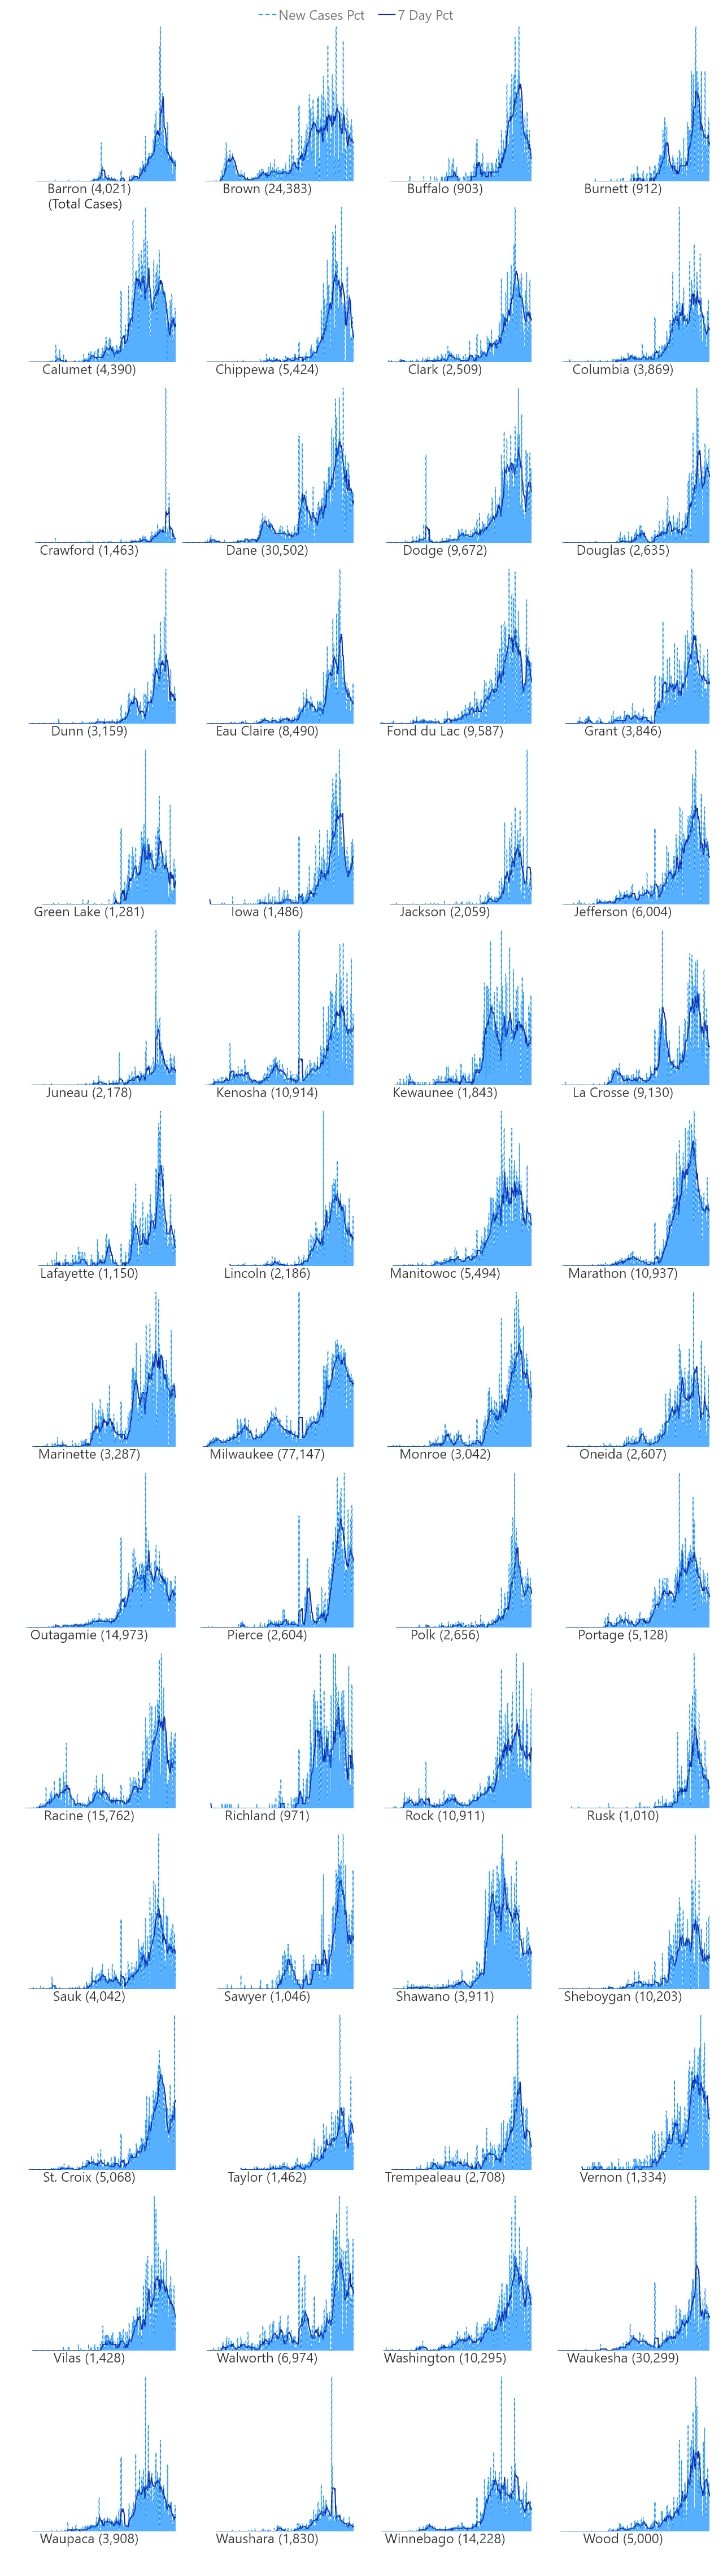 New Cases Pct 7 Day Pct
Barron (4,021) Brown (24,383) Buffalo (903) Burnett (912)
(Total Cases)
Calumet (4,390) Chippewa (5,424) Clark (2,509) Columbia (3,869)
Crawford (1,463) Dane (30,502) Dodge (9,672) Douglas (2,635)
Dunn (3,159) Eau Claire (8,490) Fond du Lac (9,587) Grant (3,846)
Green Lake (1,281) Iowa (1,486) Jackson (2,059) Jefferson (6,004)
Juneau (2,178) Kenosha (10,914) Kewaunee (1,843) La Crosse (9,130)
Lafayette (1,150) Lincoln (2,186) Manitowoc (5,494) Marathon (10,937)
Marinette (3,287) Milwaukee (77,147) Monroe (3,042) Oneida (2,607)
Outagamie (14,973) Pierce (2,604) Polk (2,656) Portage (5,128)
Racine (15,762) Richland (971) Rock (10,911) Rusk (1,010)
Sauk (4,042) Sawyer (1,046) Shawano (3,911) Sheboygan (10,203)
St. Croix (5,068) Taylor (1,462) Trempealeau (2,708) Vernon (1,334)
Vilas (1,428) Walworth (6,974) Washington (10,295) Waukesha (30,299)
Waupaca (3,908) Waushara (1,830) Winnebago (14,228) Wood (5,000)